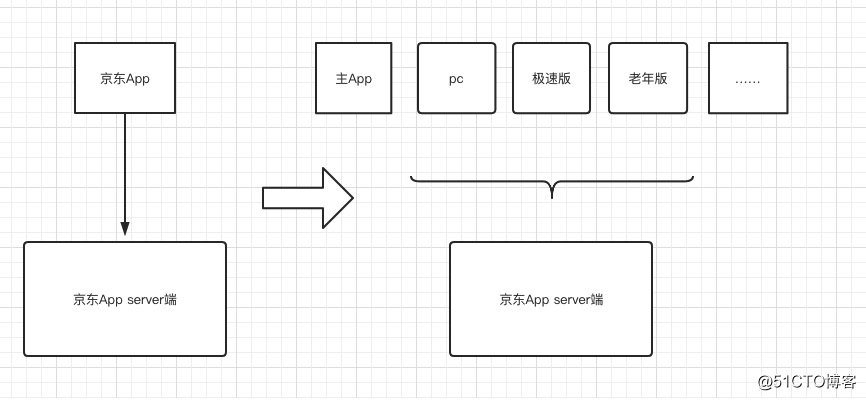 京东App
主App
pc
极速版
老年版
......
京东App server端
京东App server端
@51CTO博客